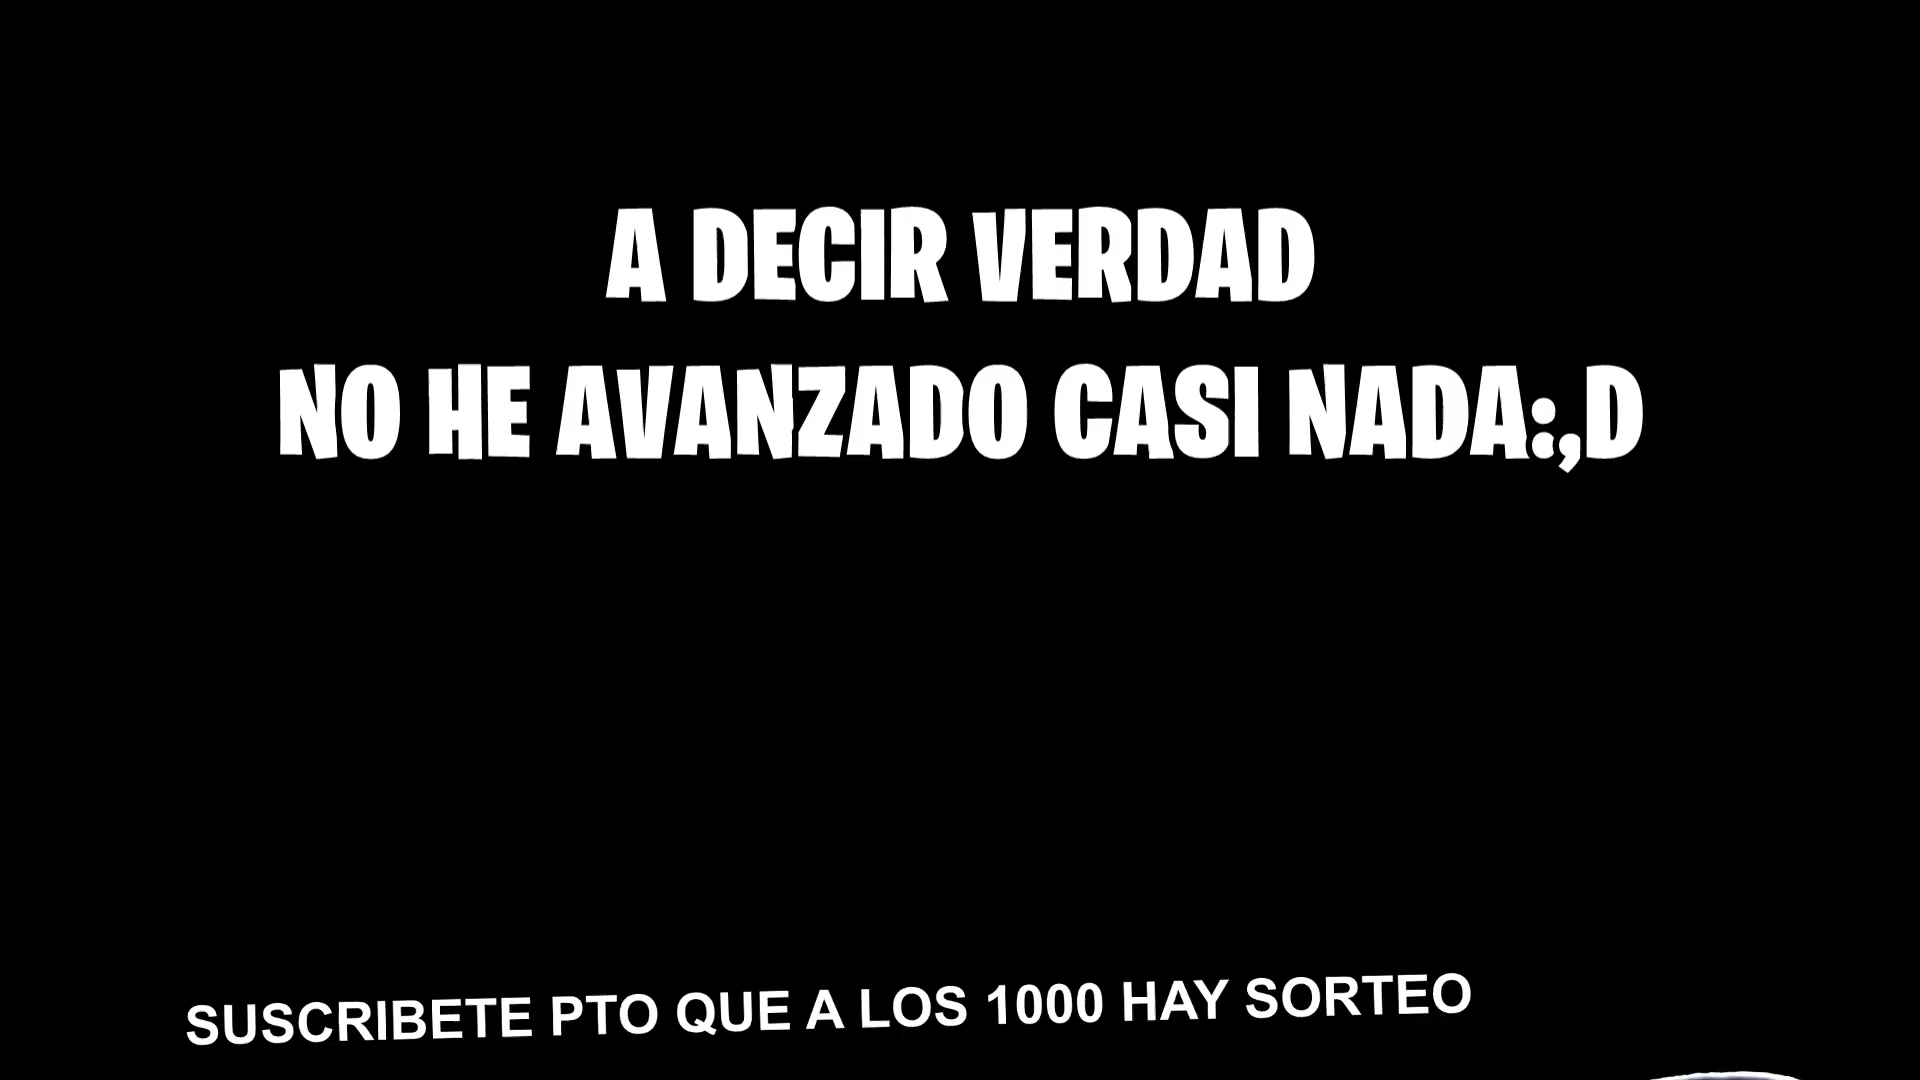 A DECIR VERDAD
NO HE AVANZADO CASI NADA:,D
SUSCRIBETE PTO QUE A LOS 1000 HAY SORTEO